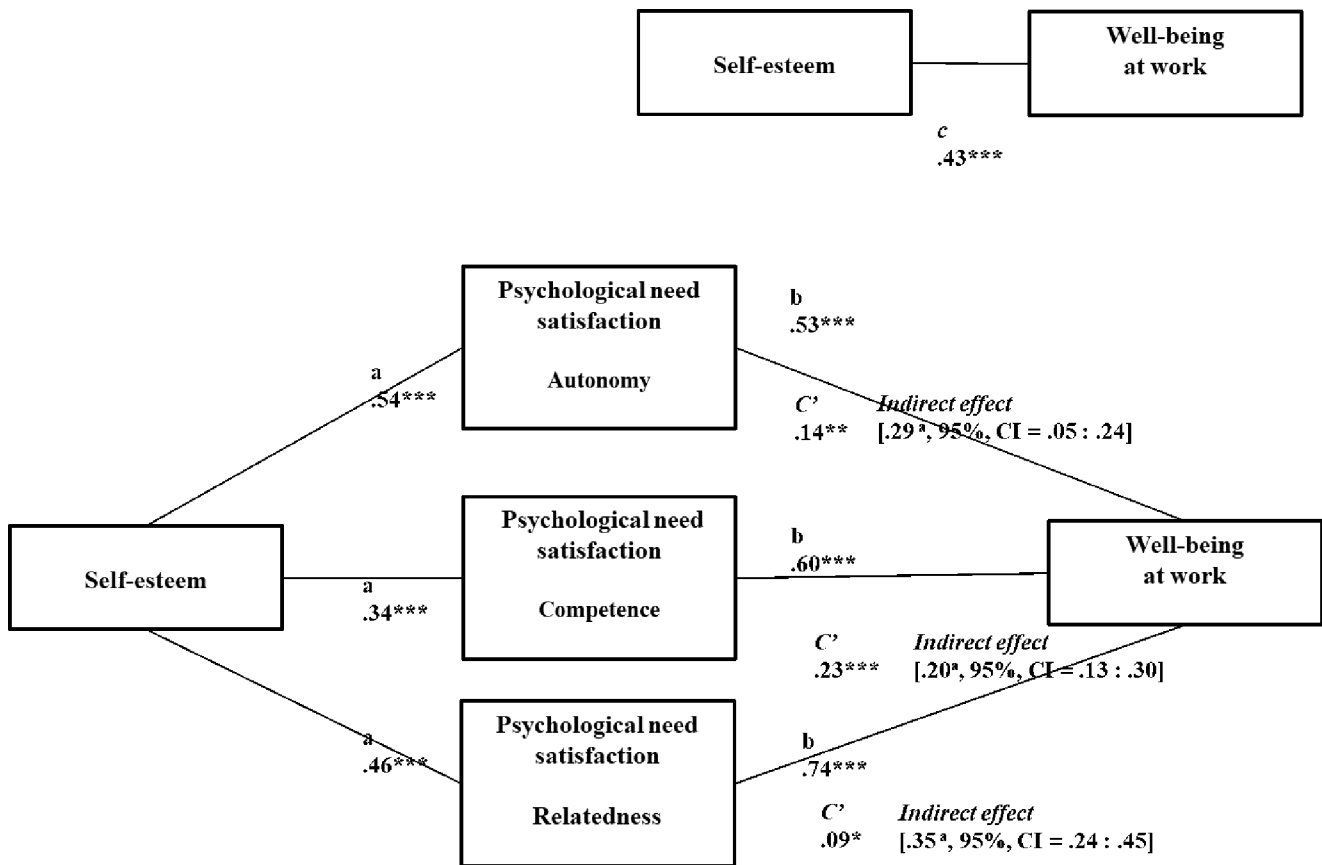 Self-esteem
Well-being
at work
c
.43***
Psychological need
satisfaction
Autonomy
a
.54***
b
.53***
C’ Indirect effect
.14** [.29 ª, 95%, CI = .05 : .24]
Self-esteem
a
.34***
Psychological need
satisfaction
Competence
b
.60***
Well-being
at work
C’ Indirect effect
.23*** [.20ª, 95%, CI = .13 : .30]
a
.46***
Psychological need
satisfaction
Relatedness
b
.74***
C’ Indirect effect
.09* [.35 ª, 95%, CI = .24 : .45]